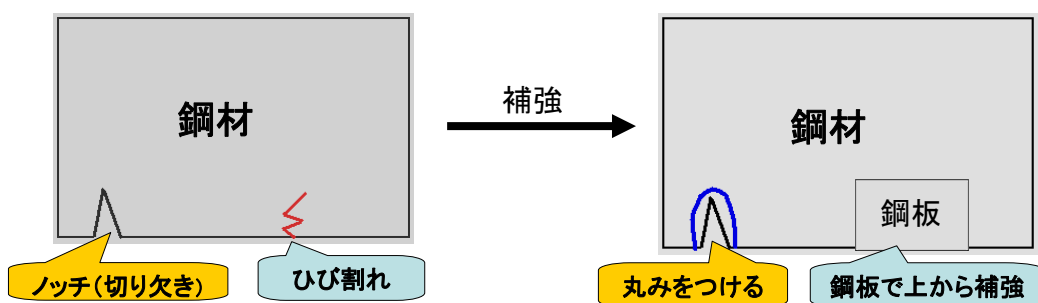 鋼材
ノッチ(切り欠き)
ひび割れ
補強
鋼材
鋼板
丸みをつける
鋼板で上から補強